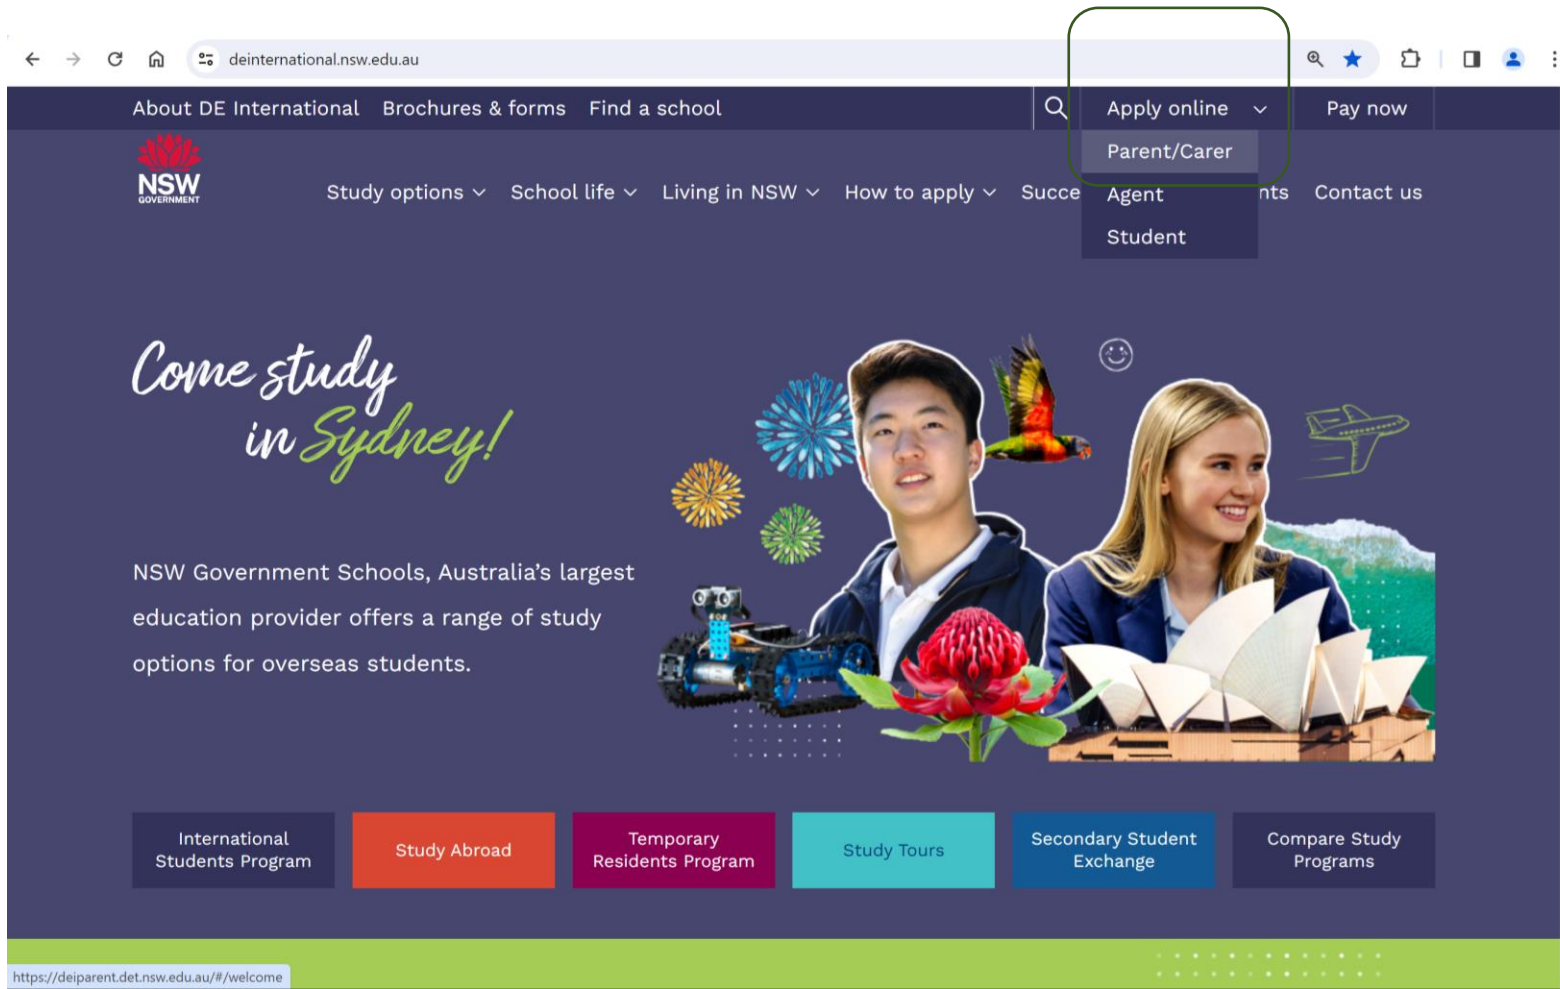 deinternational.nsw.edu.au
About DE International Brochures & forms Find a school Apply online Pay now
Parent/Carer
NSW
GOVERNMENT
Study options School life Living in NSW How to apply Succe nts Contact us
Agent
Student
Come study
in Sydney!
NSW Government Schools, Australia's largest
education provider offers a range of study
options for overseas students.
International
Students Program
Study Abroad
Temporary
Residents Program
Study Tours
Secondary Student
Exchange
Compare Study
Programs
https://deiparent.det.nsw.edu.au/#/welcome